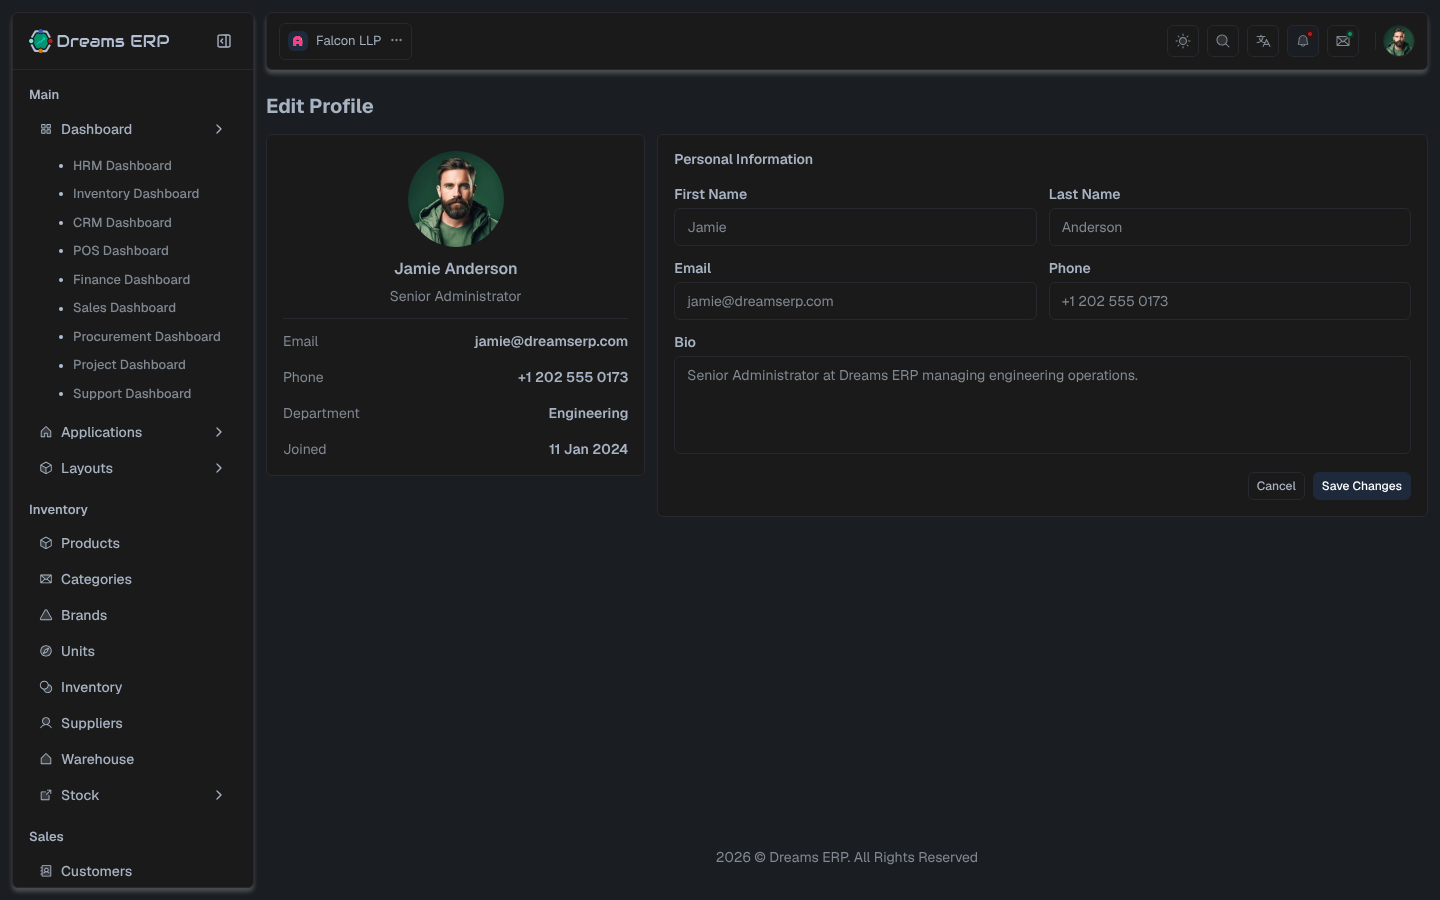 Dreams ERP
Falcon LLP
Main
Dashboard
HRM Dashboard
Inventory Dashboard
CRM Dashboard
POS Dashboard
Finance Dashboard
Sales Dashboard
Procurement Dashboard
Project Dashboard
Support Dashboard
Applications
Layouts
Inventory
Products
Categories
Brands
Units
Inventory
Suppliers
Warehouse
Stock
Sales
Customers
Edit Profile
Jamie Anderson
Senior Administrator
Email jamie@dreamserp.com
Phone +1 202 555 0173
Department Engineering
Joined 11 Jan 2024
Personal Information
First Name Last Name
Jamie Anderson
Email Phone
jamie@dreamserp.com +1 202 555 0173
Bio
Senior Administrator at Dreams ERP managing engineering operations.
Cancel Save Changes
2026 © Dreams ERP. All Rights Reserved